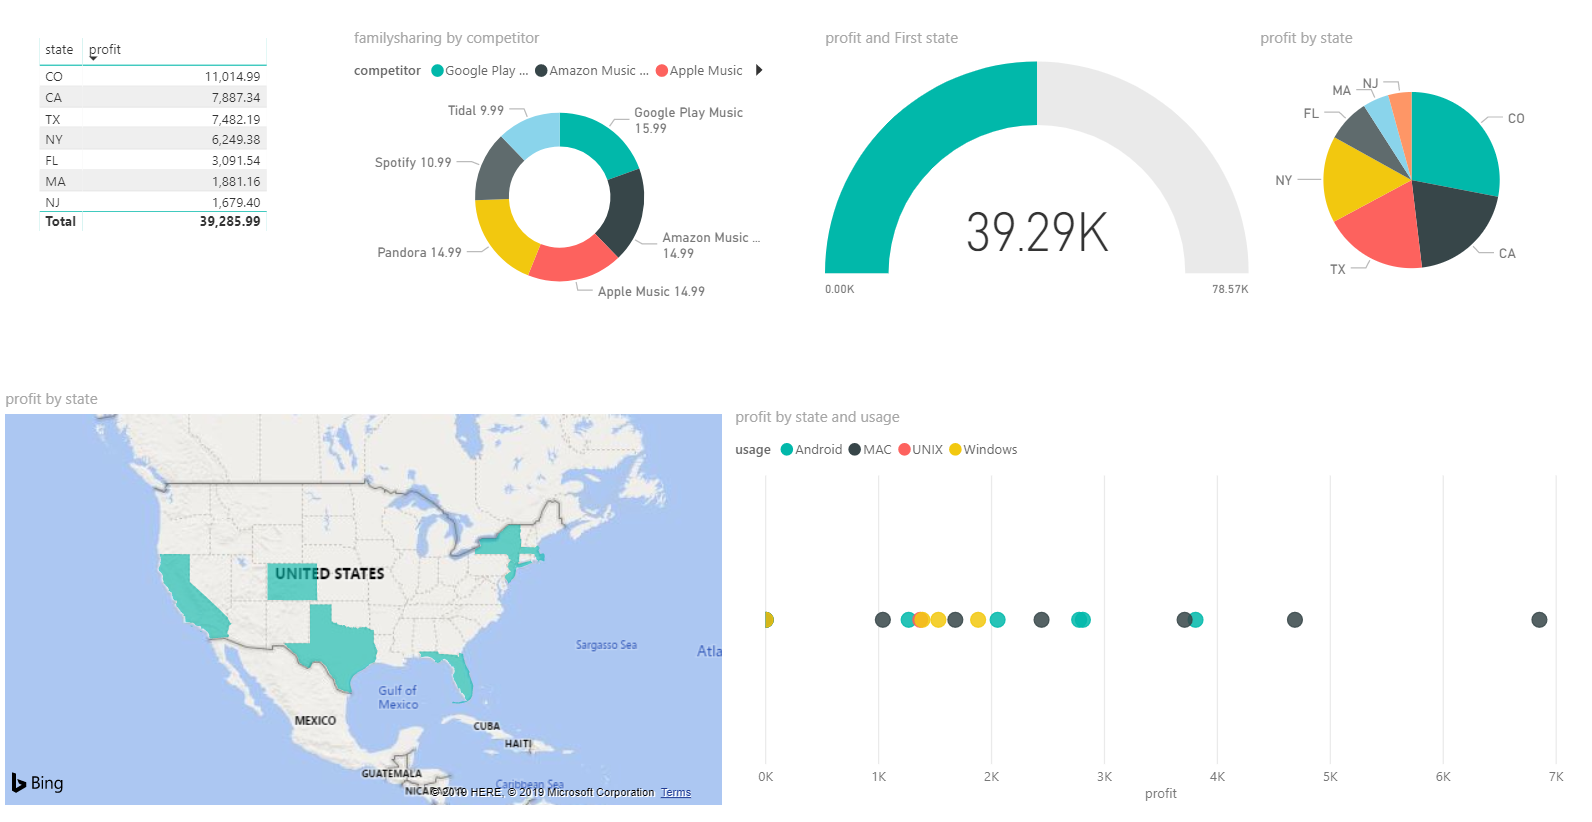 state profit
CO 11,014.99
CA 7,887.34
TX 7,482.19
NY 6,249.38
FL 3,091.54
MA 1,881.16
NJ 1,679.40
Total 39,285.99
familysharing by competitor
competitor Google Play ... Amazon Music ... Apple Music
Tidal 9.99
Google Play Music
15.99
Spotify 10.99
Amazon Music ...
14.99
Pandora 14.99
Apple Music 14.99
profit and First state
39.29K
0.00K 78.57K
profit by state
NJ
MA
FL
CO
NY
CA
TX
profit by state
UNITED STATES
Sargasso Sea
Atla
Gulf of
Mexico
MEXICO
CUBA
HAITI
GUATEMALA
Caribbean Sea
Bing
© 2019 HERE, © 2019 Microsoft Corporation Terms
profit by state and usage
usage Android MAC UNIX Windows
0K 1K 2K 3K 4K 5K 6K 7K
profit